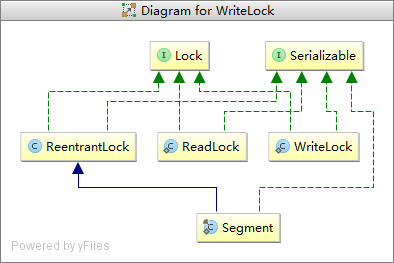 Diagram for WriteLock
I Lock
I Serializable
C ReentrantLock
C ReadLock
C WriteLock
C Segment
Powered by yFiles